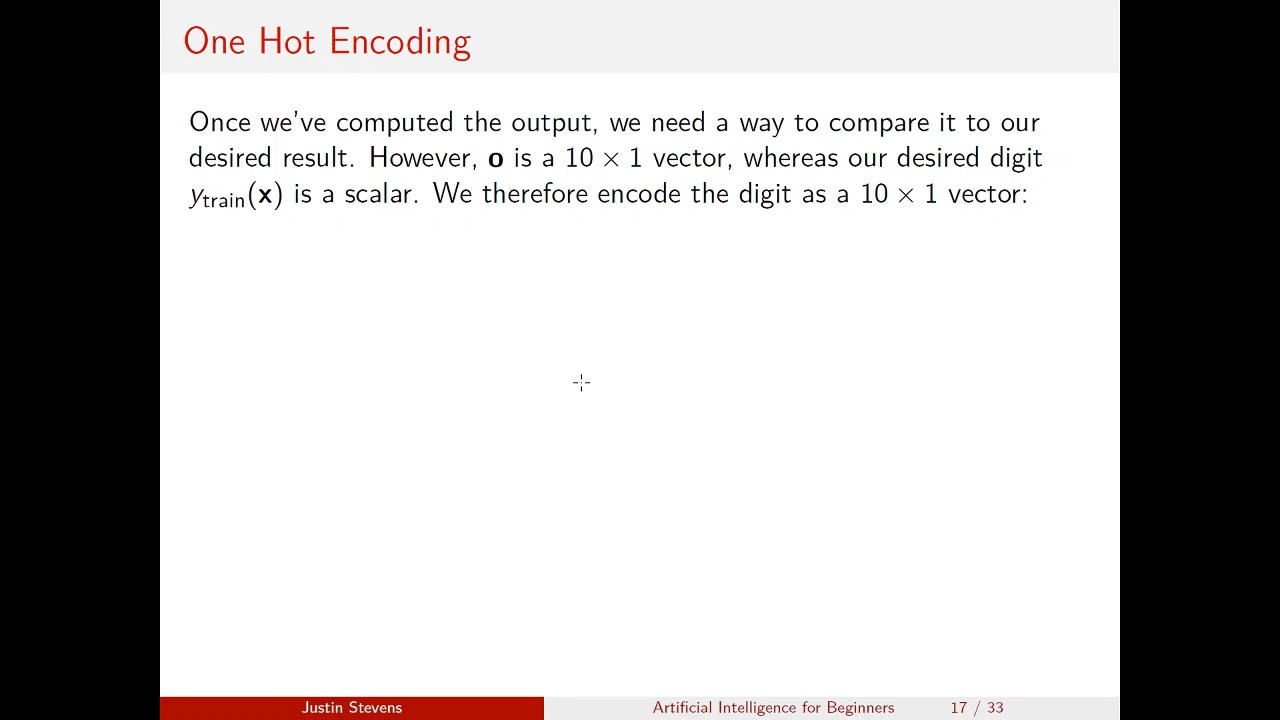 One Hot Encoding
Once we've computed the output, we need a way to compare it to our
desired result. However, o is a 10 × 1 vector, whereas our desired digit
y_train(x) is a scalar. We therefore encode the digit as a 10 × 1 vector:
Justin Stevens
Artificial Intelligence for Beginners
17 / 33